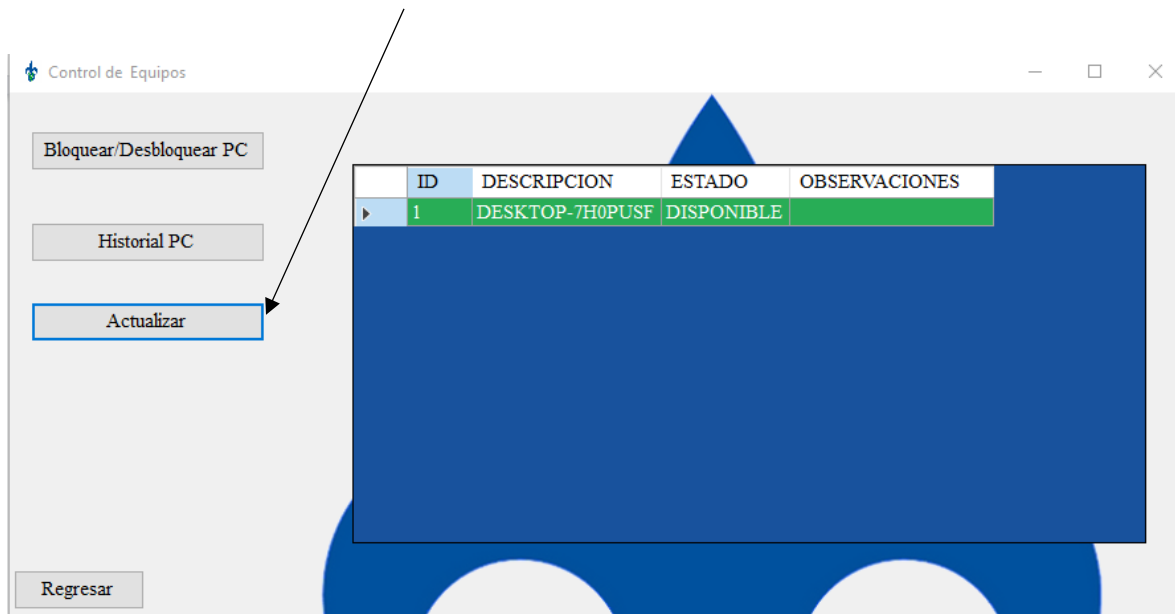 Control de Equipos
Bloquear/Desbloquear PC
Historial PC
Actualizar
Regresar
ID DESCRIPCION ESTADO OBSERVACIONES
1 DESKTOP-7H0PUSF DISPONIBLE